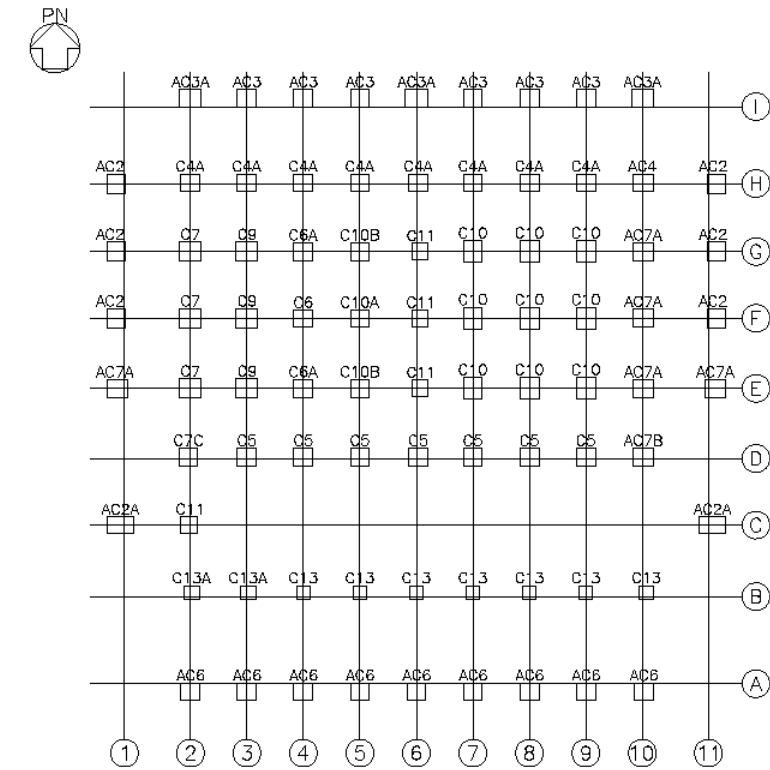 PN
AC3A AC3 AC3 AC3 AC3A AC3 AC3 AC3 AC3A
I
AC2 C4A C4A C4A C4A C4A C4A C4A C4A AC4 AC2
H
AC2 C7 C9 C6A C10B C11 C10 C10 C10 AC7A AC2
G
AC2 C7 C9 C6 C10A C11 C10 C10 C10 AC7A AC2
F
AC7A C7 C9 C6A C10B C11 C10 C10 C10 AC7A AC7A
E
C7C C5 C5 C5 C5 C5 C5 C5 AC7B
D
AC2A C11 AC2A
C
C13A C13A C13 C13 C13 C13 C13 C13 C13
B
AC6 AC6 AC6 AC6 AC6 AC6 AC6 AC6 AC6
A
1 2 3 4 5 6 7 8 9 10 11